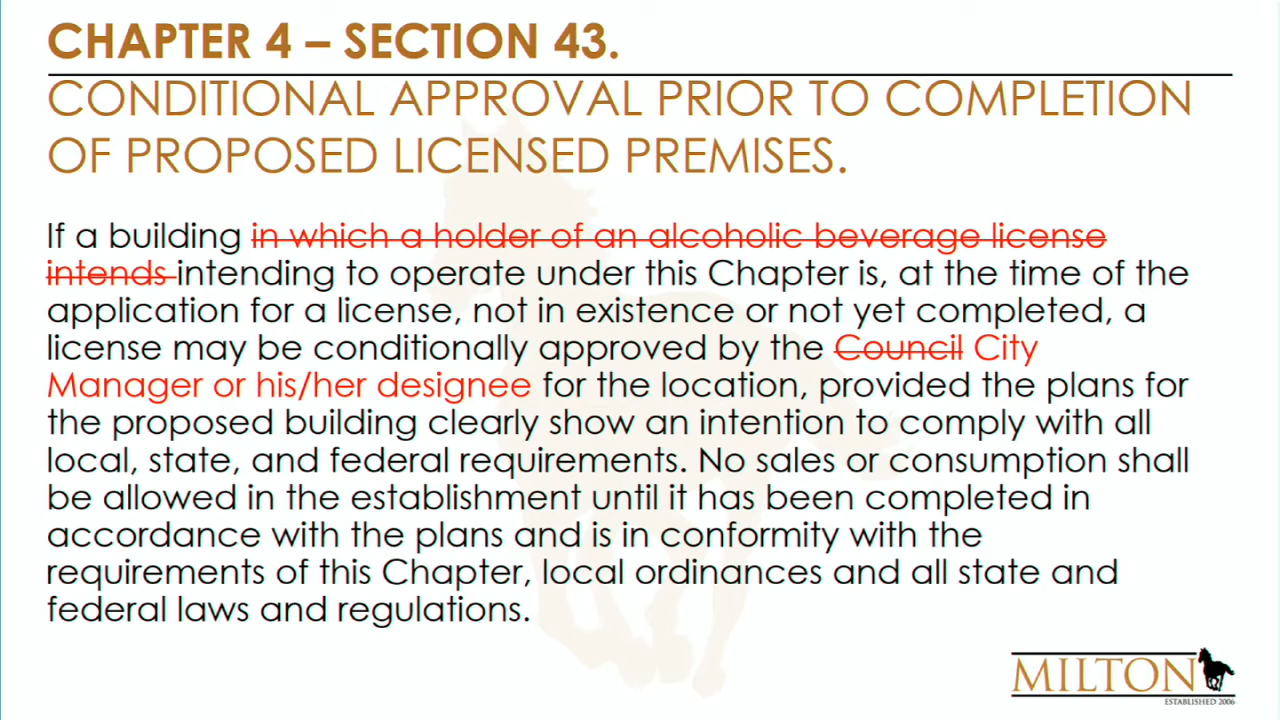 CHAPTER 4 – SECTION 43.
CONDITIONAL APPROVAL PRIOR TO COMPLETION
OF PROPOSED LICENSED PREMISES.
If a building in which a holder of an alcoholic beverage license
intends intending to operate under this Chapter is, at the time of the
application for a license, not in existence or not yet completed, a
license may be conditionally approved by the Council City
Manager or his/her designee for the location, provided the plans for
the proposed building clearly show an intention to comply with all
local, state, and federal requirements. No sales or consumption shall
be allowed in the establishment until it has been completed in
accordance with the plans and is in conformity with the
requirements of this Chapter, local ordinances and all state and
federal laws and regulations.
MILTON
ESTABLISHED 2006